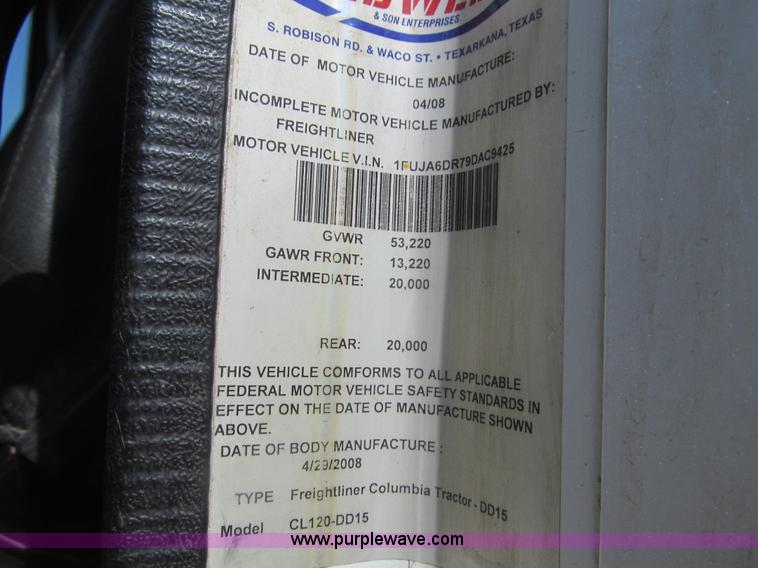 & SON ENTERPRISES
S. ROBISON RD. & WACO ST. • TEXARKANA, TEXAS
DATE OF MOTOR VEHICLE MANUFACTURE:
04/08
INCOMPLETE MOTOR VEHICLE MANUFACTURED BY:
FREIGHTLINER
MOTOR VEHICLE V.I.N. 1FUJA6DR79DAC9425
GVWR 53,220
GAWR FRONT: 13,220
INTERMEDIATE: 20,000
REAR: 20,000
THIS VEHICLE COMFORMS TO ALL APPLICABLE
FEDERAL MOTOR VEHICLE SAFETY STANDARDS IN
EFFECT ON THE DATE OF MANUFACTURE SHOWN
ABOVE.
DATE OF BODY MANUFACTURE :
4/29/2008
TYPE Freightliner Columbia Tractor - DD15
Model CL120-DD15
www.purplewave.com